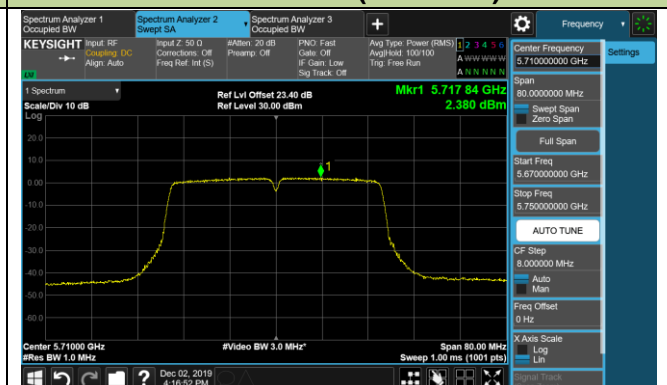 Spectrum Analyzer 1
Occupied BW
Spectrum Analyzer 2
Swept SA
Spectrum Analyzer 3
Occupied BW
+
Frequency
KEYSIGHT
Input: RF
Coupling: DC
Align: Auto
Input Z: 50 Ω
Corrections: Off
Freq Ref: Int (S)
#Atten: 20 dB
Preamp: Off
PNO: Fast
Gate: Off
IF Gain: Low
Sig Track: Off
Avg Type: Power (RMS)
Avg|Hold: 100/100
Trig: Free Run
1 2 3 4 5 6
A W W W W W
A N N N N N
LXI
1 Spectrum
Scale/Div 10 dB
Log
Ref Lvl Offset 23.40 dB
Ref Level 30.00 dBm
Mkr1 5.717 84 GHz
2.380 dBm
20.0
10.0
0.00
-10.0
-20.0
-30.0
-40.0
-50.0
-60.0
1
Center 5.71000 GHz
#Res BW 1.0 MHz
#Video BW 3.0 MHz*
Span 80.00 MHz
Sweep 1.00 ms (1001 pts)
?
Dec 02, 2019
4:16:52 PM
Center Frequency
5.710000000 GHz
Settings
Span
80.0000000 MHz
Swept Span
Zero Span
Full Span
Start Freq
5.670000000 GHz
Stop Freq
5.750000000 GHz
AUTO TUNE
CF Step
8.000000 MHz
Auto
Man
Freq Offset
0 Hz
X Axis Scale
Log
Lin
Signal Track